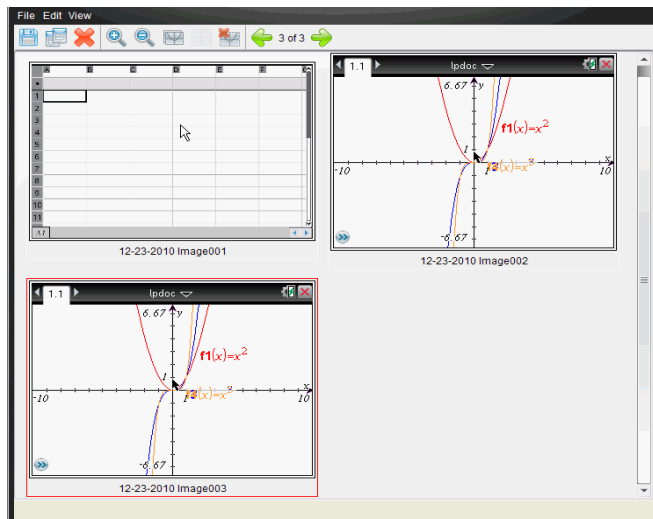 File Edit View
3 of 3
A B C D E F
1
2
3
4
5
6
7
8
9
10
11
A1
12-23-2010 Image001
1.1 lpdoc
6.67 y
f1(x)=x²
1
x
-10 1 10
-6.67
12-23-2010 Image002
1.1 lpdoc
6.67 y
f1(x)=x²
1
x
-10 1 10
-6.67
12-23-2010 Image003